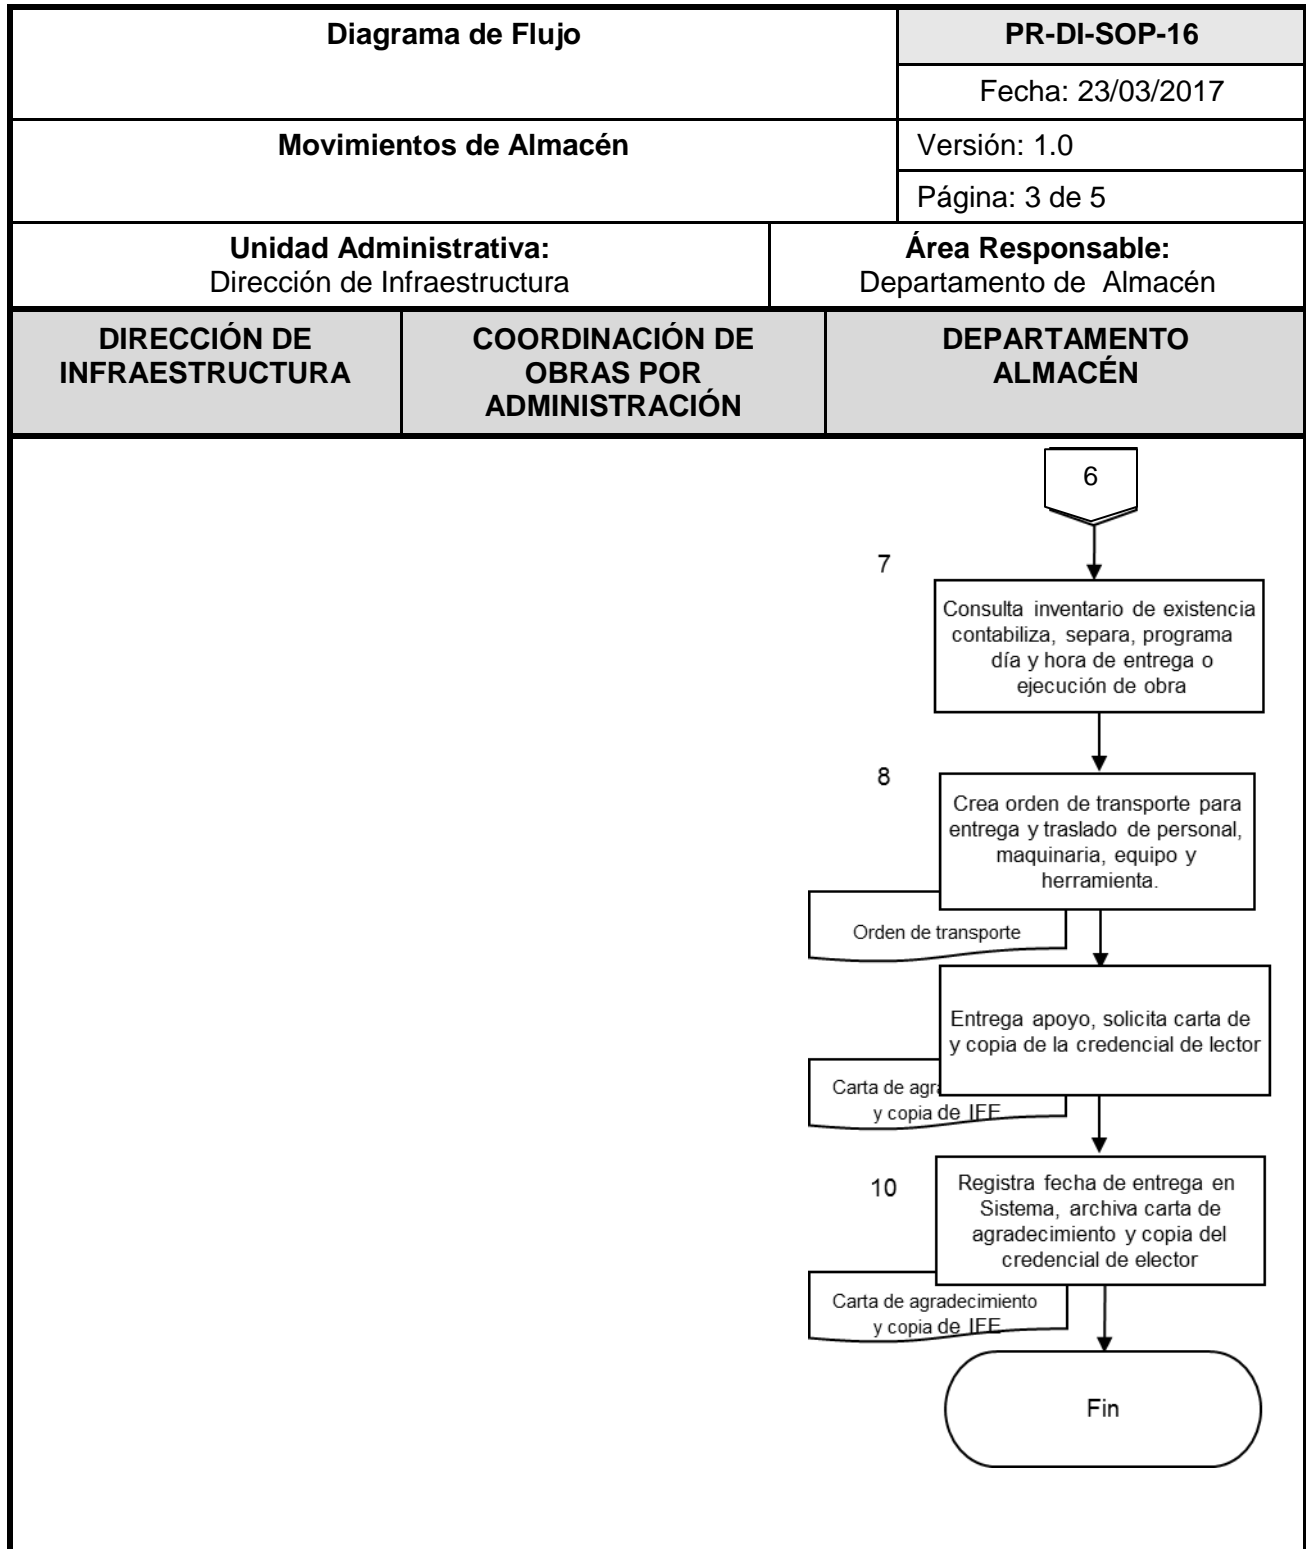 Diagrama de Flujo
PR-DI-SOP-16
Fecha: 23/03/2017
Movimientos de Almacén
Versión: 1.0
Página: 3 de 5
Unidad Administrativa:
Dirección de Infraestructura
Área Responsable:
Departamento de Almacén
DIRECCIÓN DE
INFRAESTRUCTURA
COORDINACIÓN DE
OBRAS POR
ADMINISTRACIÓN
DEPARTAMENTO
ALMACÉN
6
7
Consulta inventario de existencia
contabiliza, separa, programa
día y hora de entrega o
ejecución de obra
8
Crea orden de transporte para
entrega y traslado de personal,
maquinaria, equipo y
herramienta.
Orden de transporte
Entrega apoyo, solicita carta de
y copia de la credencial de lector
Carta de
y copia de IFE
10
Registra fecha de entrega en
Sistema, archiva carta de
agradecimiento y copia del
credencial de elector
Carta de agradecimiento
y copia de IFE
Fin